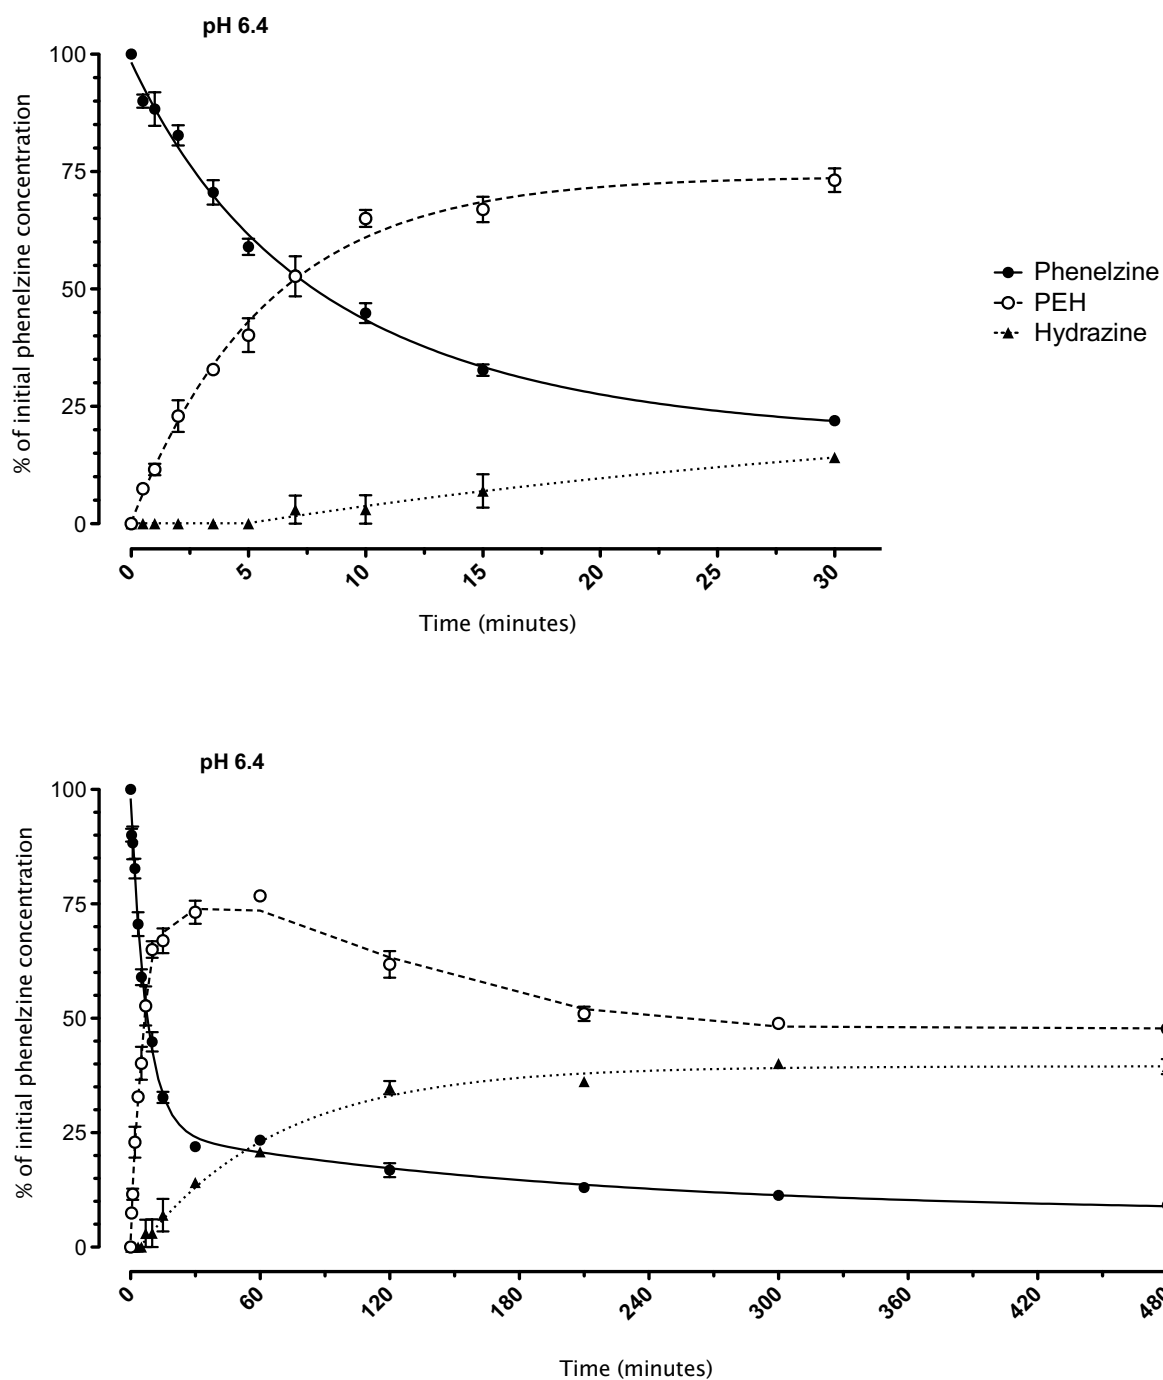 pH 6.4
% of initial phenelzine concentration
100
75
50
25
0
0 5 10 15 20 25 30
Time (minutes)
Phenelzine
PEH
Hydrazine
pH 6.4
% of initial phenelzine concentration
100
75
50
25
0
0 60 120 180 240 300 360 420 480
Time (minutes)